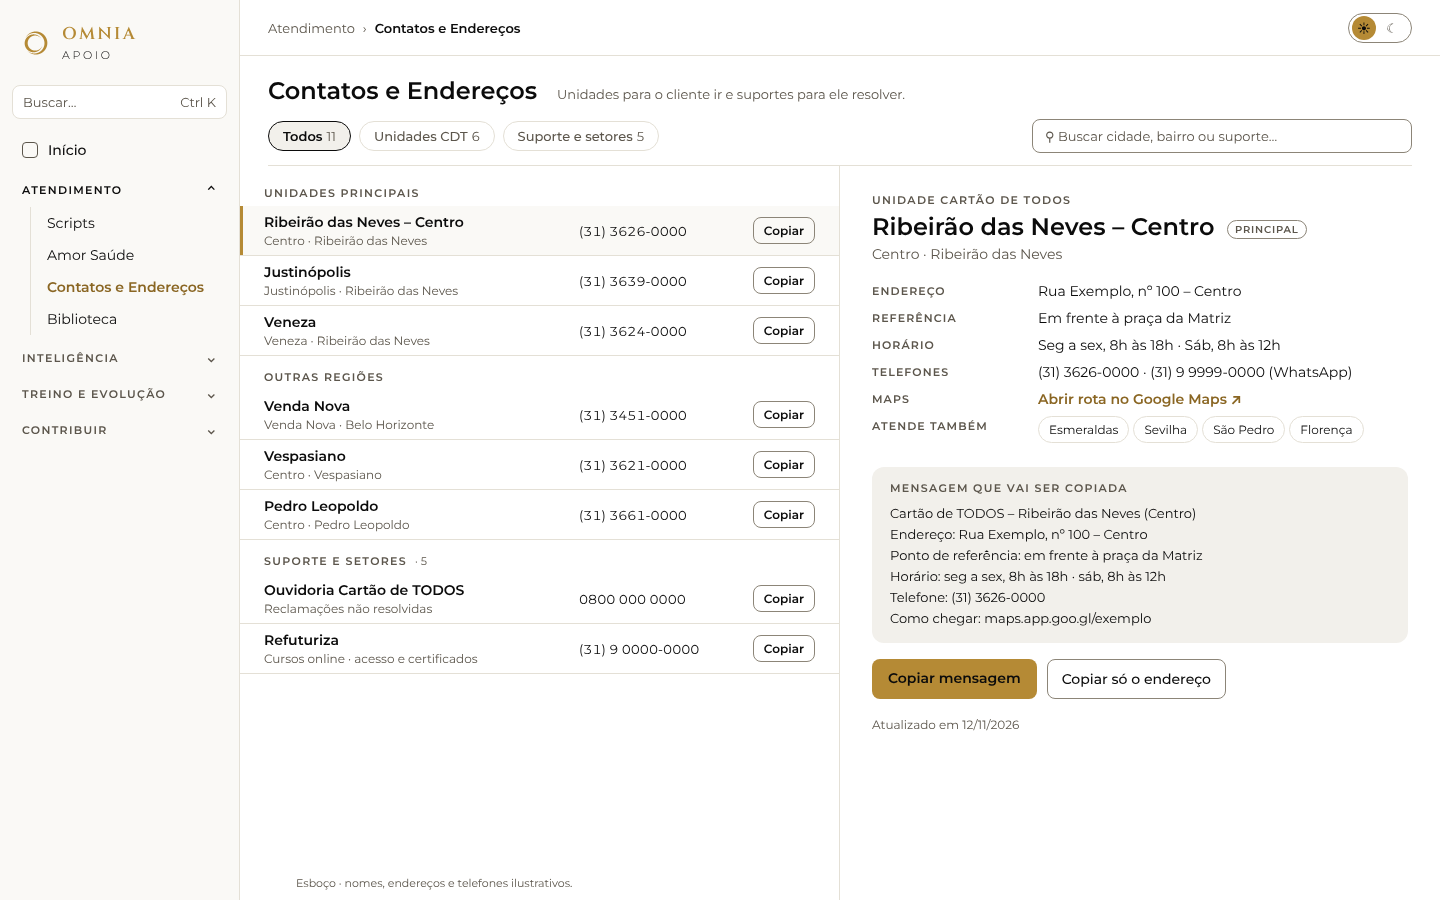 OMNIA
APOIO
Buscar... Ctrl K
Início
ATENDIMENTO
Scripts
Amor Saúde
Contatos e Endereços
Biblioteca
INTELIGÊNCIA
TREINO E EVOLUÇÃO
CONTRIBUIR
Atendimento › Contatos e Endereços
Contatos e Endereços Unidades para o cliente ir e suportes para ele resolver.
Todos 11 Unidades CDT 6 Suporte e setores 5 Buscar cidade, bairro ou suporte...
UNIDADES PRINCIPAIS
Ribeirão das Neves – Centro (31) 3626-0000 Copiar
Centro · Ribeirão das Neves
Justinópolis (31) 3639-0000 Copiar
Justinópolis · Ribeirão das Neves
Veneza (31) 3624-0000 Copiar
Veneza · Ribeirão das Neves
OUTRAS REGIÕES
Venda Nova (31) 3451-0000 Copiar
Venda Nova · Belo Horizonte
Vespasiano (31) 3621-0000 Copiar
Centro · Vespasiano
Pedro Leopoldo (31) 3661-0000 Copiar
Centro · Pedro Leopoldo
SUPORTE E SETORES · 5
Ouvidoria Cartão de TODOS 0800 000 0000 Copiar
Reclamações não resolvidas
Refuturiza (31) 9 0000-0000 Copiar
Cursos online · acesso e certificados
Esboço · nomes, endereços e telefones ilustrativos.
UNIDADE CARTÃO DE TODOS
Ribeirão das Neves – Centro PRINCIPAL
Centro · Ribeirão das Neves
ENDEREÇO Rua Exemplo, nº 100 – Centro
REFERÊNCIA Em frente à praça da Matriz
HORÁRIO Seg a sex, 8h às 18h · Sáb, 8h às 12h
TELEFONES (31) 3626-0000 · (31) 9 9999-0000 (WhatsApp)
MAPS Abrir rota no Google Maps ↗
ATENDE TAMBÉM Esmeraldas Sevilha São Pedro Florença
MENSAGEM QUE VAI SER COPIADA
Cartão de TODOS – Ribeirão das Neves (Centro)
Endereço: Rua Exemplo, nº 100 – Centro
Ponto de referência: em frente à praça da Matriz
Horário: seg a sex, 8h às 18h · sáb, 8h às 12h
Telefone: (31) 3626-0000
Como chegar: maps.app.goo.gl/exemplo
Copiar mensagem Copiar só o endereço
Atualizado em 12/11/2026